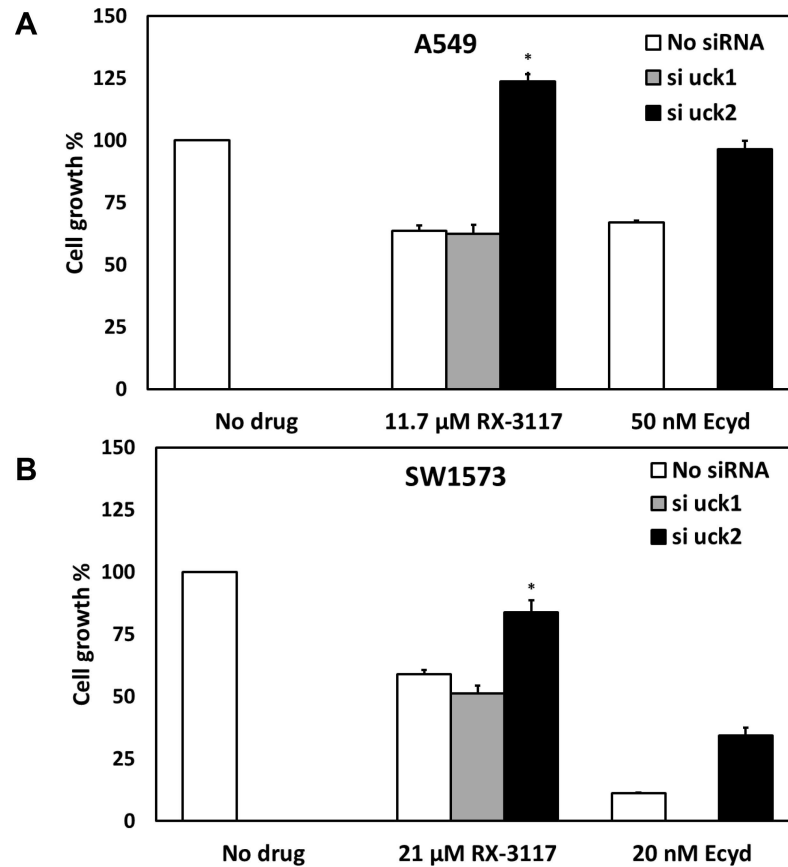 A
A549
No siRNA
si uck1
si uck2
*
Cell growth %
150
125
100
75
50
25
0
No drug
11.7 µM RX-3117
50 nM Ecyd
B
SW1573
No siRNA
si uck1
si uck2
*
Cell growth %
150
125
100
75
50
25
0
No drug
21 µM RX-3117
20 nM Ecyd